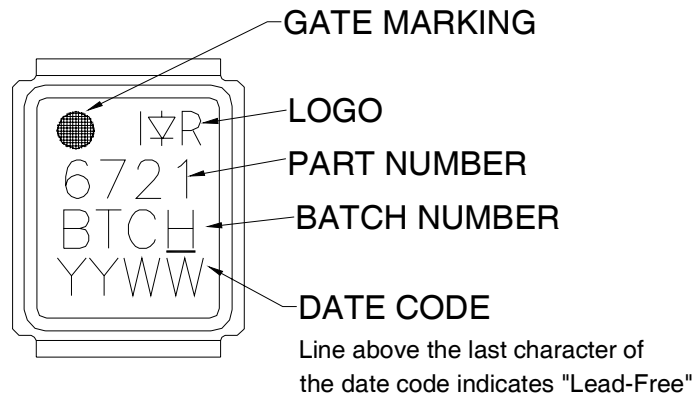 GATE MARKING
I R LOGO
6721 PART NUMBER
BTCH BATCH NUMBER
YYWW
DATE CODE
Line above the last character of
the date code indicates "Lead-Free"